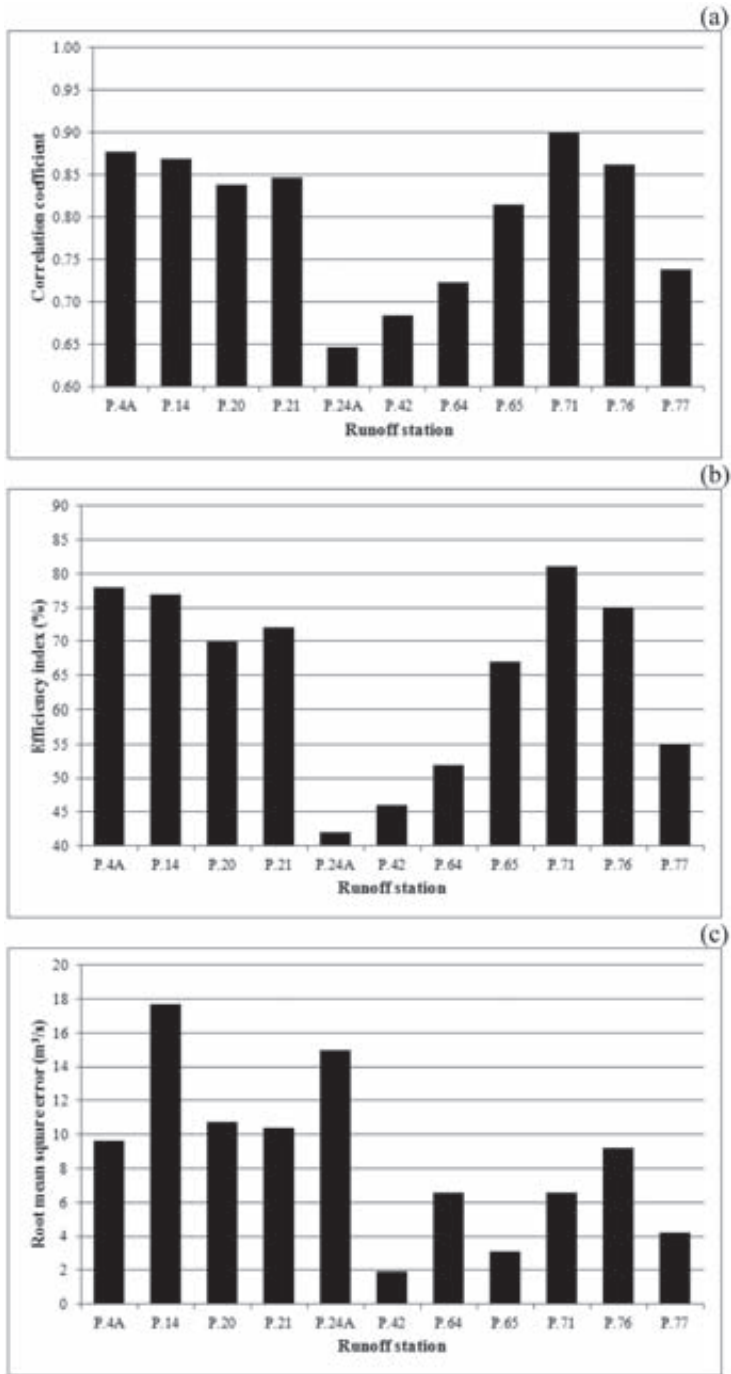 (a)
Correlation coefficient
1.00
0.95
0.90
0.85
0.80
0.75
0.70
0.65
0.60
P.4A P.14 P.20 P.21 P.24A P.42 P.64 P.65 P.71 P.76 P.77
Runoff station
(b)
Efficiency index (%)
90
85
80
75
70
65
60
55
50
45
40
P.4A P.14 P.20 P.21 P.24A P.42 P.64 P.65 P.71 P.76 P.77
Runoff station
(c)
Root mean square error (m³/s)
20
18
16
14
12
10
8
6
4
2
0
P.4A P.14 P.20 P.21 P.24A P.42 P.64 P.65 P.71 P.76 P.77
Runoff station